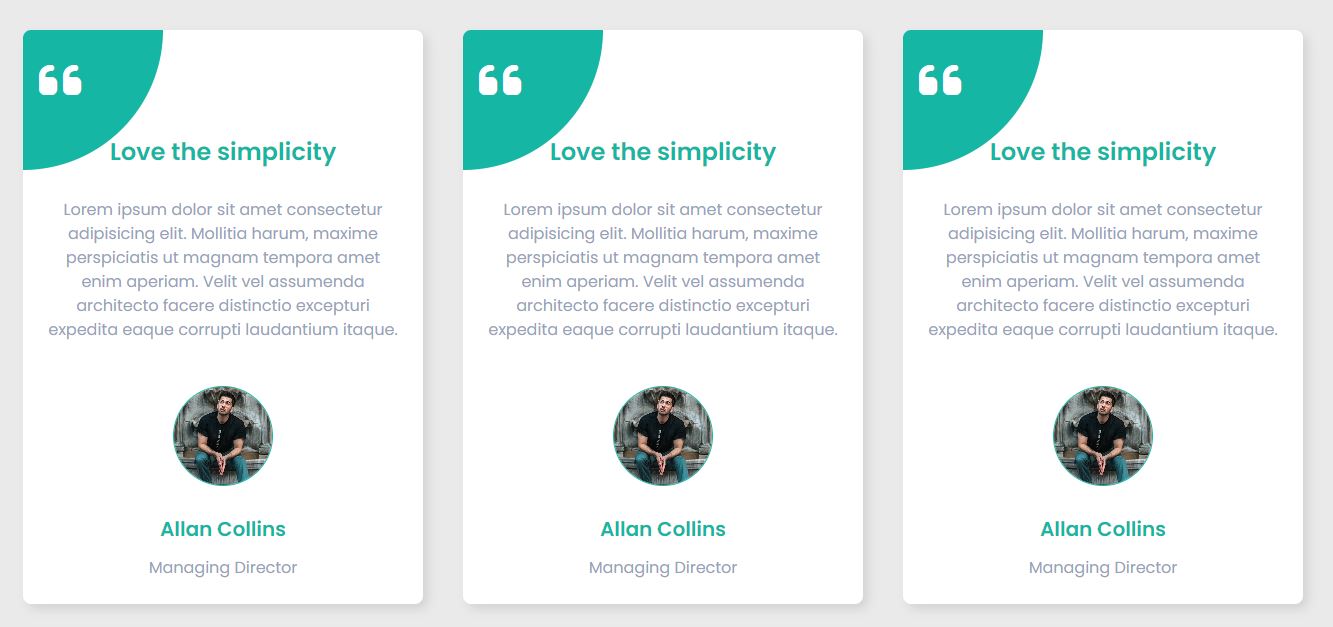 Love the simplicity
Lorem ipsum dolor sit amet consectetur
adipisicing elit. Mollitia harum, maxime
perspiciatis ut magnam tempora amet
enim aperiam. Velit vel assumenda
architecto facere distinctio excepturi
expedita eaque corrupti laudantium itaque.
Allan Collins
Managing Director
Love the simplicity
Lorem ipsum dolor sit amet consectetur
adipisicing elit. Mollitia harum, maxime
perspiciatis ut magnam tempora amet
enim aperiam. Velit vel assumenda
architecto facere distinctio excepturi
expedita eaque corrupti laudantium itaque.
Allan Collins
Managing Director
Love the simplicity
Lorem ipsum dolor sit amet consectetur
adipisicing elit. Mollitia harum, maxime
perspiciatis ut magnam tempora amet
enim aperiam. Velit vel assumenda
architecto facere distinctio excepturi
expedita eaque corrupti laudantium itaque.
Allan Collins
Managing Director